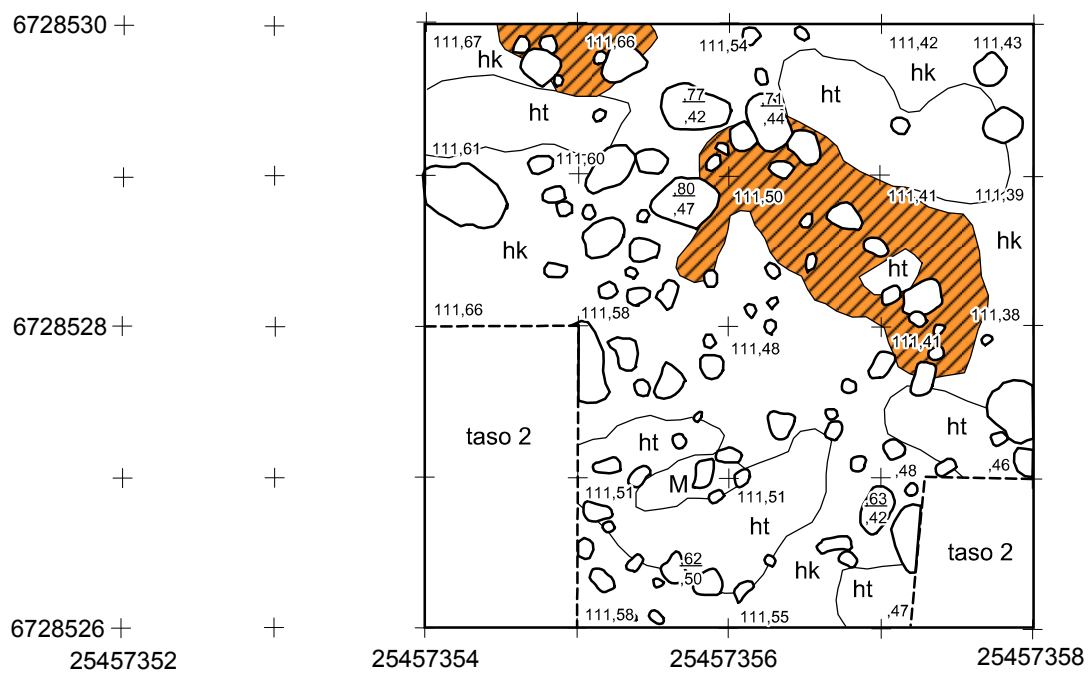 6728530
111,67
111,66
111,54
111,42
111,43
hk
hk
ht
ht
,77
,42
,71
,44
111,61
111,60
,80
,47
111,50
111,41
111,39
hk
hk
ht
111,66
111,58
111,38
6728528
111,48
111,41
taso 2
ht
ht
M
,48
,46
111,51
111,51
,63
,42
ht
taso 2
,62
,50
hk
ht
111,58
111,55
,47
6728526
25457352
25457354
25457356
25457358